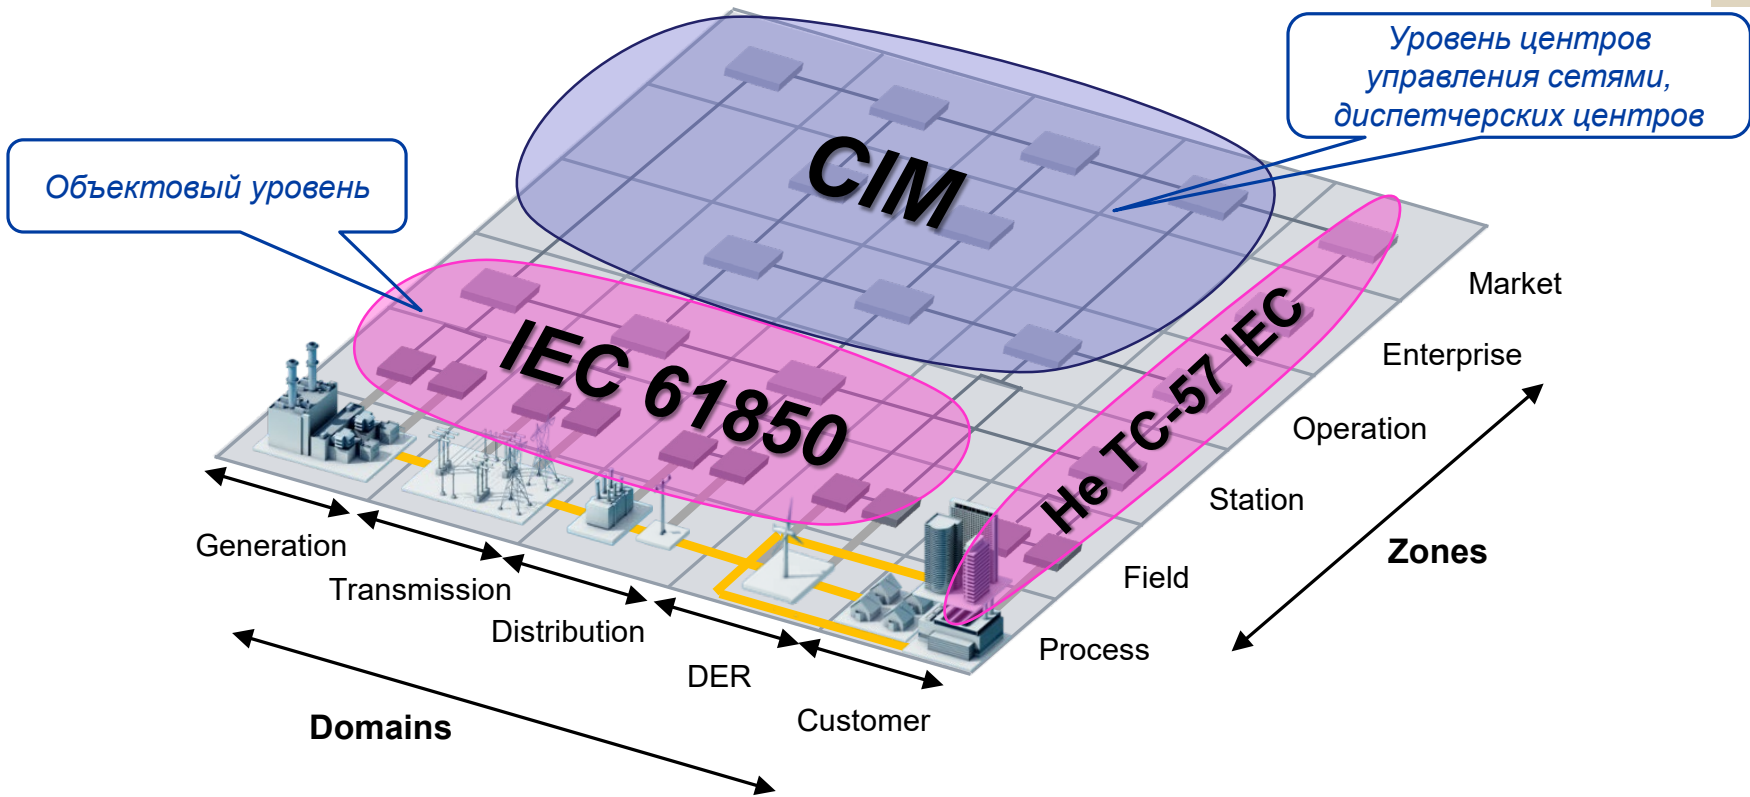 Уровень центров
управления сетями,
диспетчерских центров
Объектовый уровень
CIM
IEC 61850
Не TC-57 IEC
Market
Enterprise
Operation
Station
Field
Process
Zones
Generation
Transmission
Distribution
DER
Customer
Domains